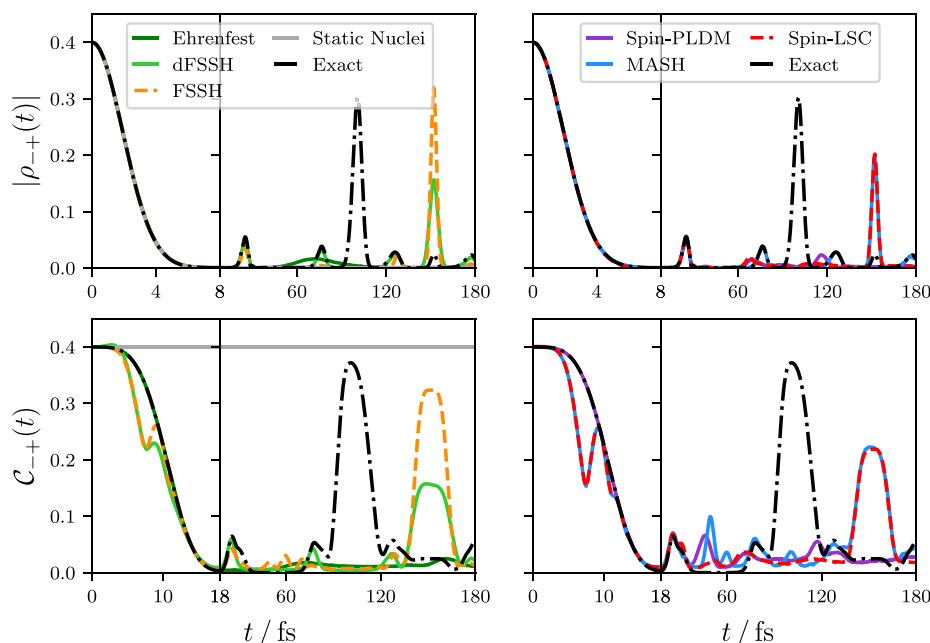 Ehrenfest
dFSSH
FSSH
Static Nuclei
Exact
Spin-PLDM
MASH
Spin-LSC
Exact
|ρ₋₊(t)|
0.4
0.3
0.2
0.1
0.0
0 4 8 60 120 180
0 4 8 60 120 180
C₋₊(t)
0.4
0.3
0.2
0.1
0.0
0 10 18 60 120 180
0 10 18 60 120 180
t / fs
t / fs